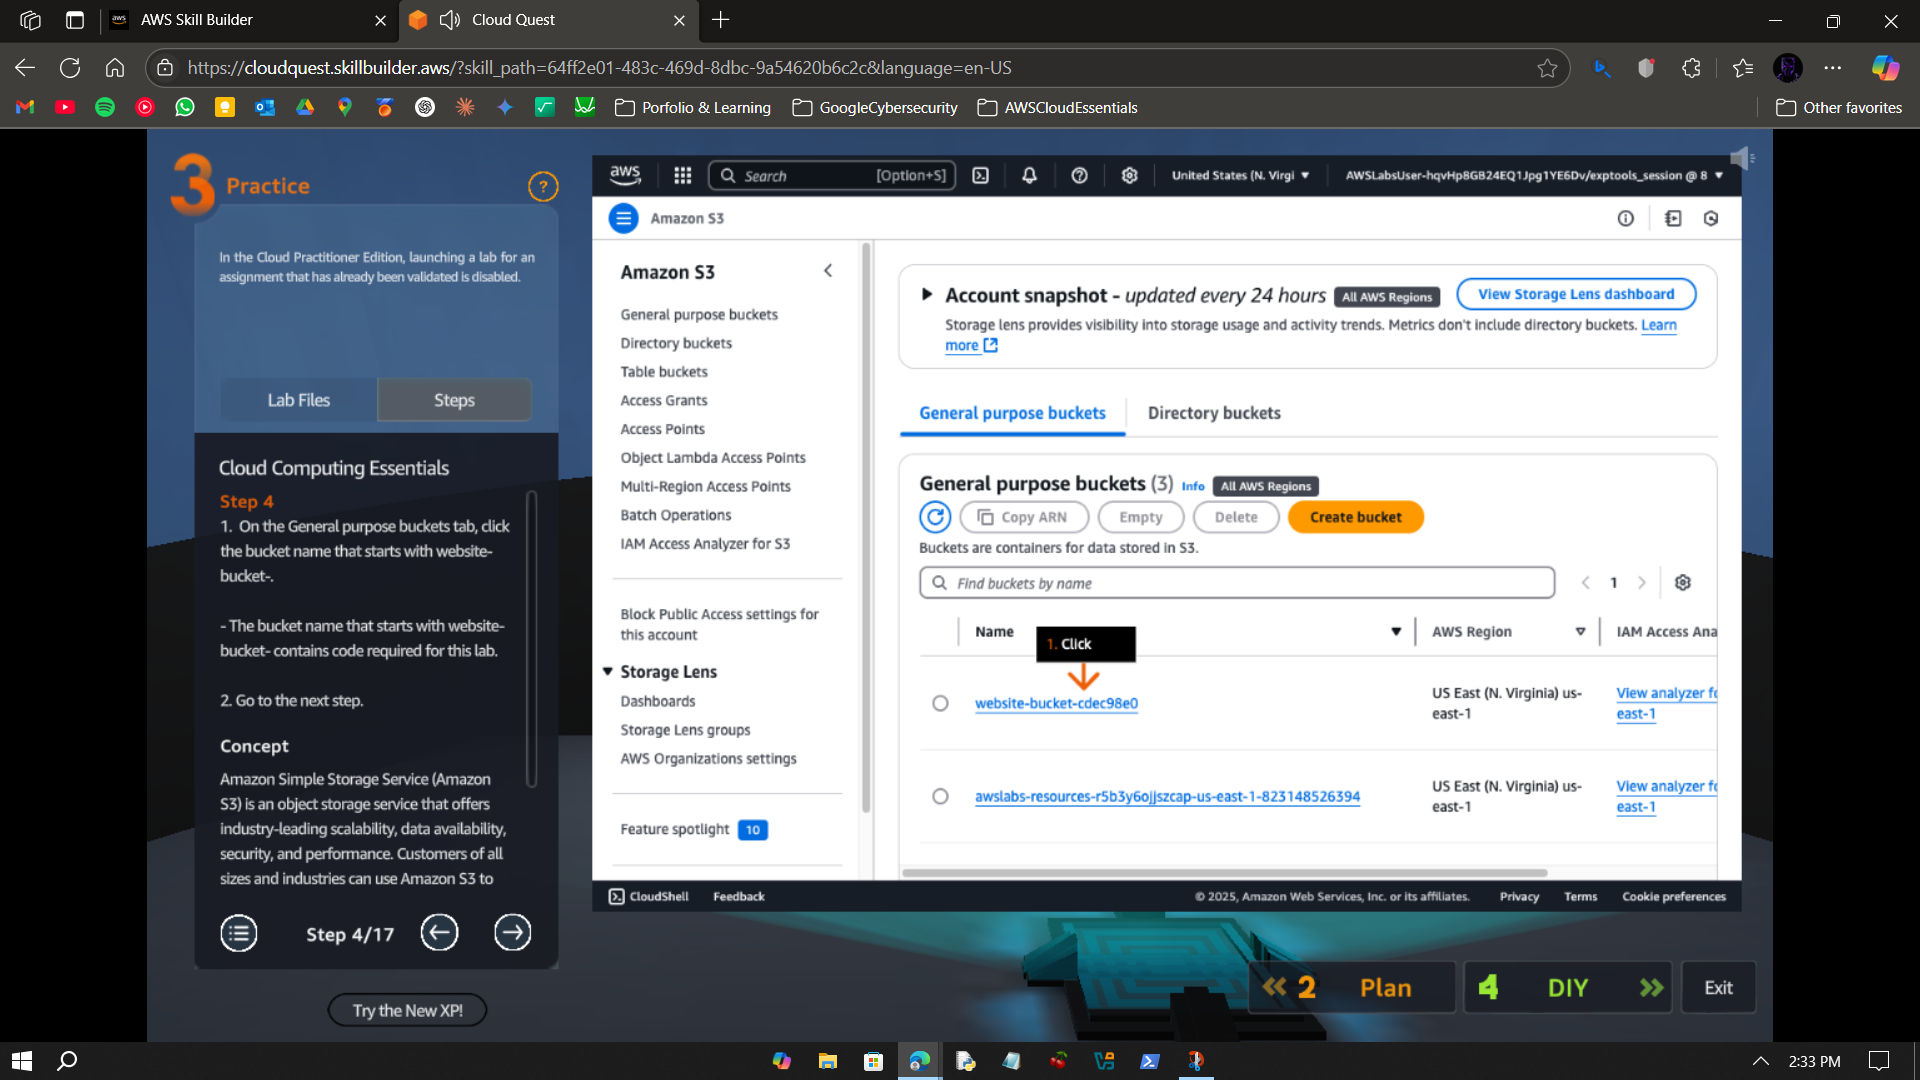 AWS Skill Builder
Cloud Quest
https://cloudquest.skillbuilder.aws/?skill_path=64ff2e01-483c-469d-8dbc-9a54620b6c2c&language=en-US
Porfolio & Learning
GoogleCybersecurity
AWSCloudEssentials
Other favorites
3 Practice
?
In the Cloud Practitioner Edition, launching a lab for an
assignment that has already been validated is disabled.
Lab Files
Steps
Cloud Computing Essentials
Step 4
1. On the General purpose buckets tab, click
the bucket name that starts with website-
bucket-.
- The bucket name that starts with website-
bucket- contains code required for this lab.
2. Go to the next step.
Concept
Amazon Simple Storage Service (Amazon
S3) is an object storage service that offers
industry-leading scalability, data availability,
security, and performance. Customers of all
sizes and industries can use Amazon S3 to
Step 4/17
Try the New XP!
aws
Search
[Option+S]
United States (N. Virgi
AWSLabsUser-hqvHp8GB24EQ1Jpg1YE6Dv/exptools_session @ 8
Amazon S3
Amazon S3
General purpose buckets
Directory buckets
Table buckets
Access Grants
Access Points
Object Lambda Access Points
Multi-Region Access Points
Batch Operations
IAM Access Analyzer for S3
Block Public Access settings for
this account
Storage Lens
Dashboards
Storage Lens groups
AWS Organizations settings
Feature spotlight 10
Account snapshot - updated every 24 hours All AWS Regions
View Storage Lens dashboard
Storage lens provides visibility into storage usage and activity trends. Metrics don't include directory buckets. Learn
more
General purpose buckets
Directory buckets
General purpose buckets (3) Info All AWS Regions
Copy ARN
Empty
Delete
Create bucket
Buckets are containers for data stored in S3.
Find buckets by name
1
Name
AWS Region
IAM Access Ana
1. Click
website-bucket-cdec98e0
US East (N. Virginia) us-
east-1
View analyzer fo
east-1
awslabs-resources-r5b3y6ojjszcap-us-east-1-823148526394
US East (N. Virginia) us-
east-1
View analyzer fo
east-1
CloudShell
Feedback
© 2025, Amazon Web Services, Inc. or its affiliates.
Privacy
Terms
Cookie preferences
2 Plan
4 DIY
Exit
2:33 PM